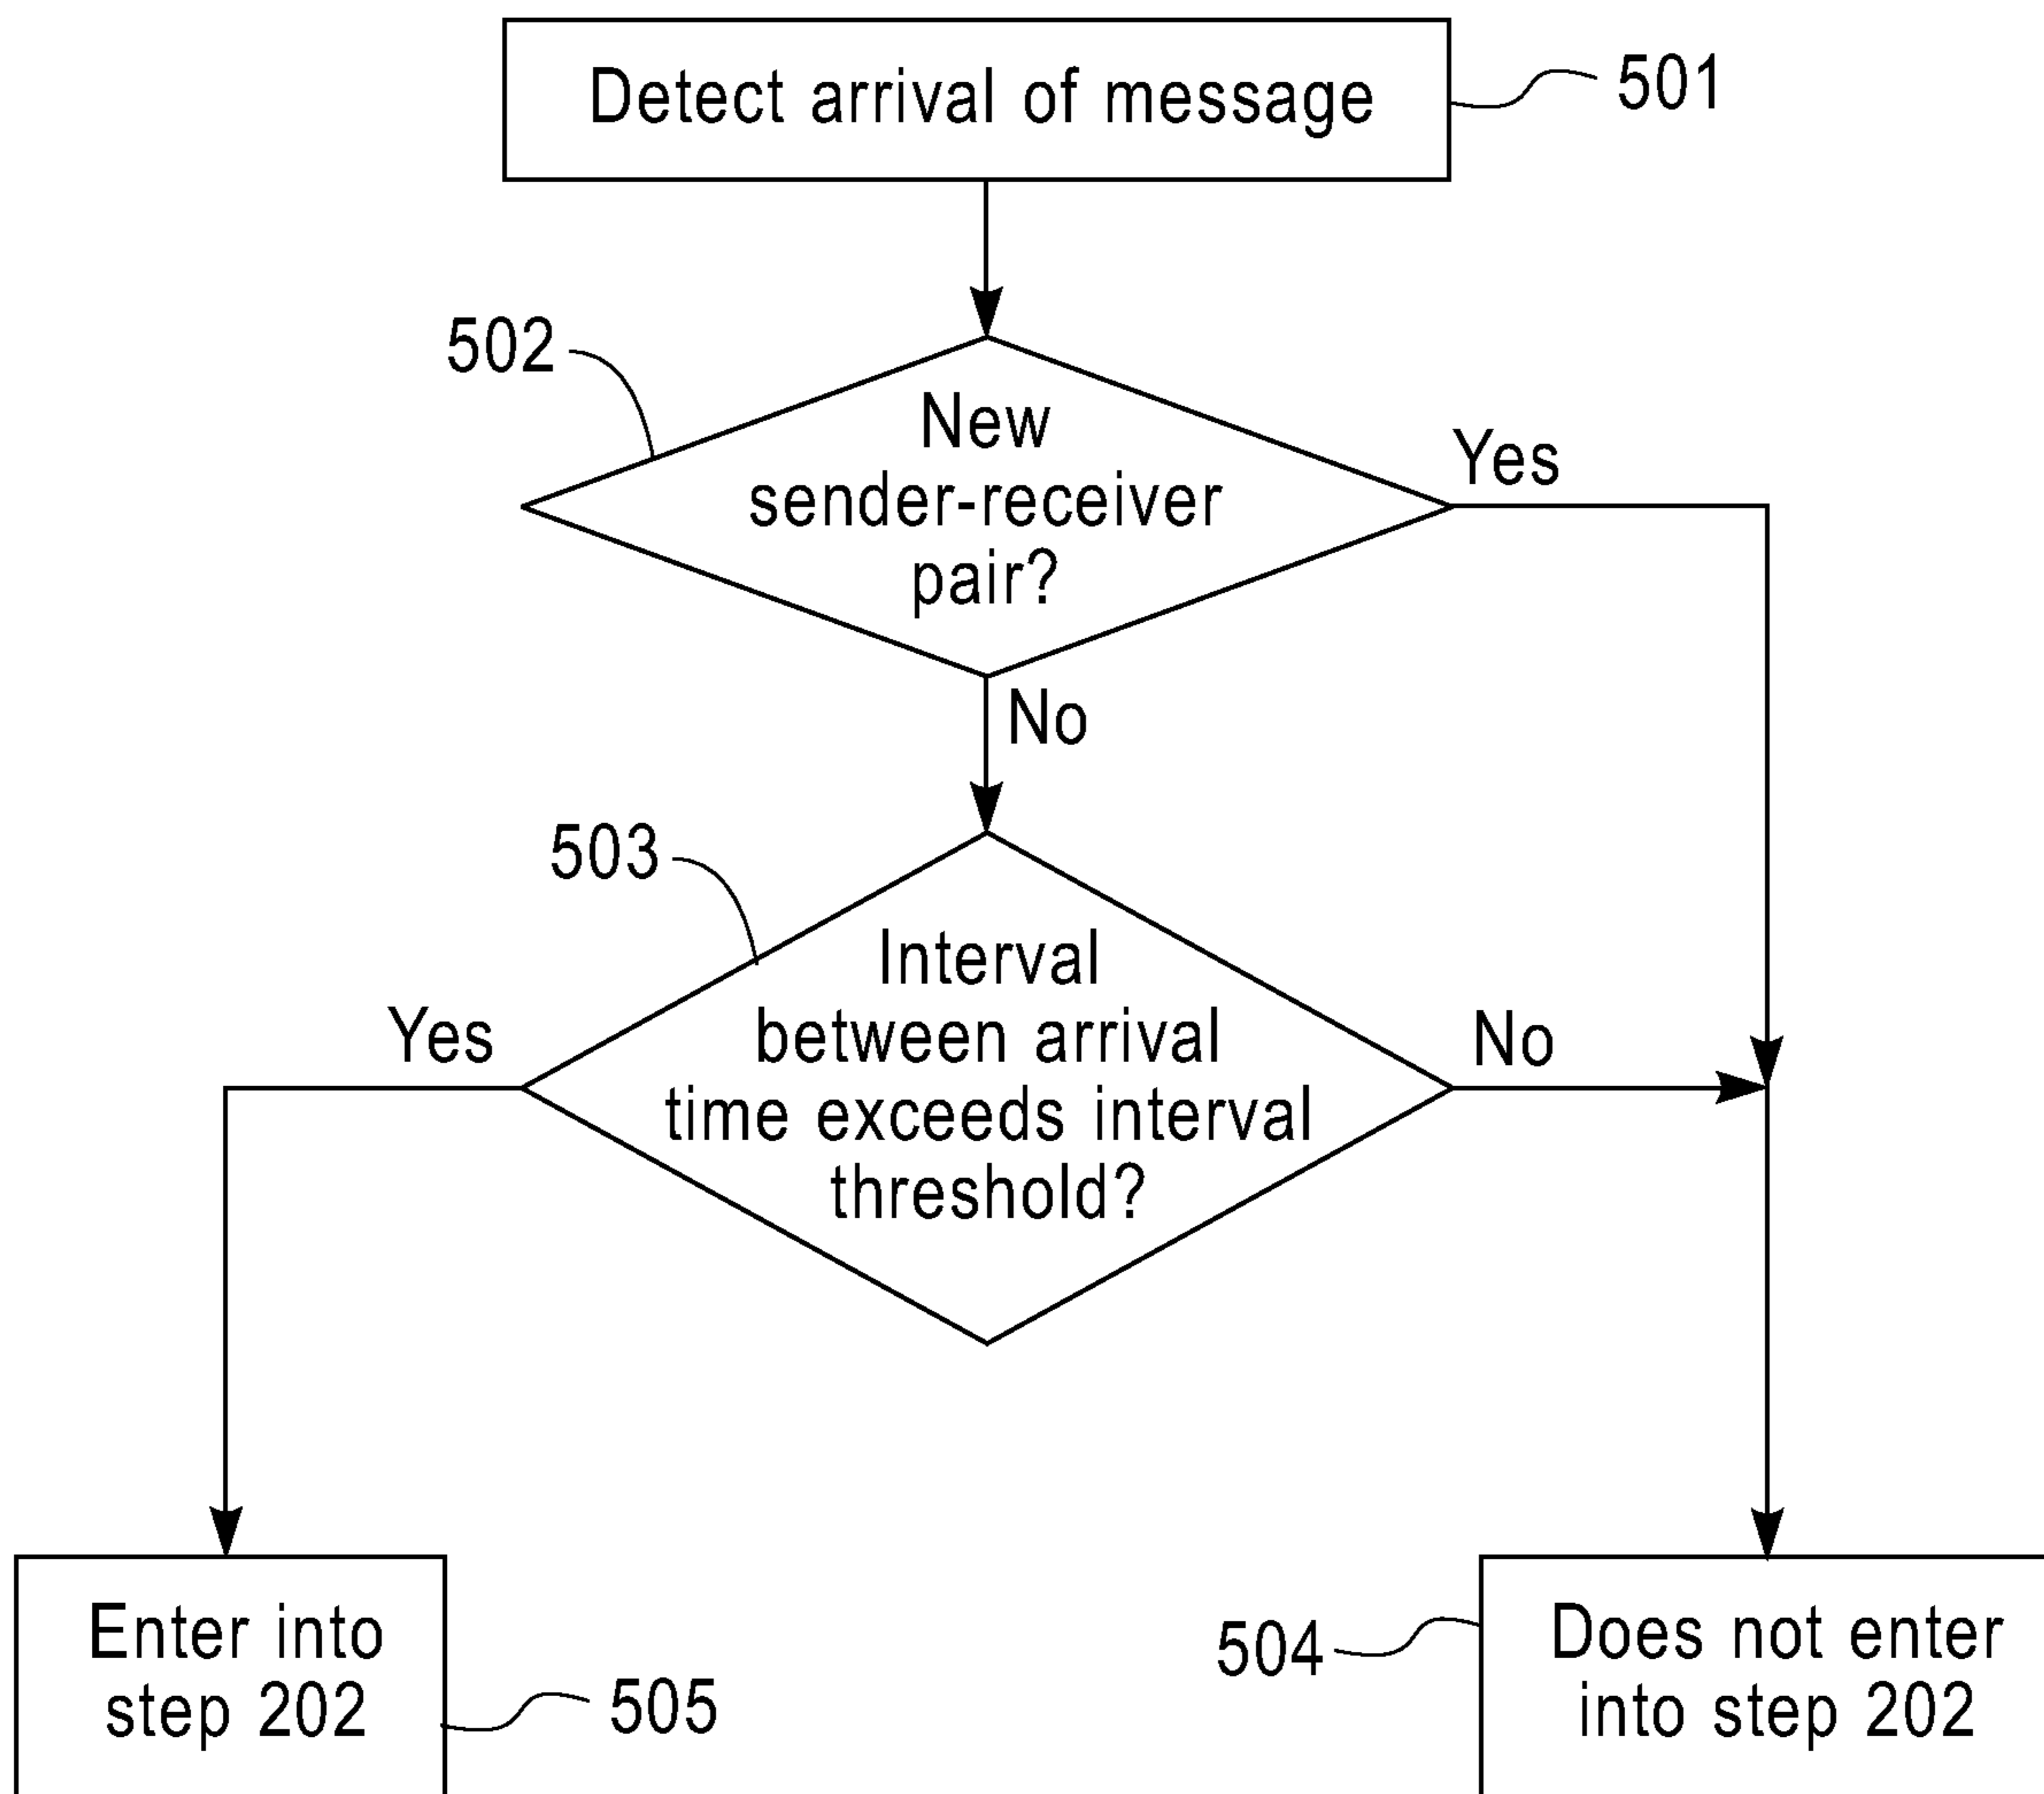 Detect arrival of message
501
502
New
sender-receiver
pair?
Yes
No
503
Interval
between arrival
time exceeds interval
threshold?
Yes
No
Enter into
step 202
505
504
Does not enter
into step 202